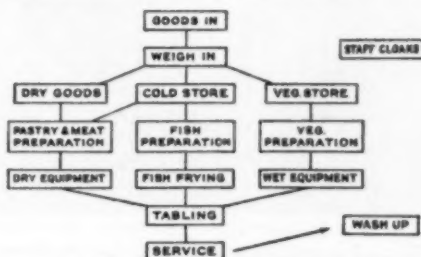 GOODS IN
WEIGH IN
STAFF CLOAKS
DRY GOODS
COLD STORE
VEG. STORE
PASTRY & MEAT
PREPARATION
FISH
PREPARATION
VEG.
PREPARATION
DRY EQUIPMENT
FISH FRYING
WET EQUIPMENT
TABLING
WASH UP
SERVICE